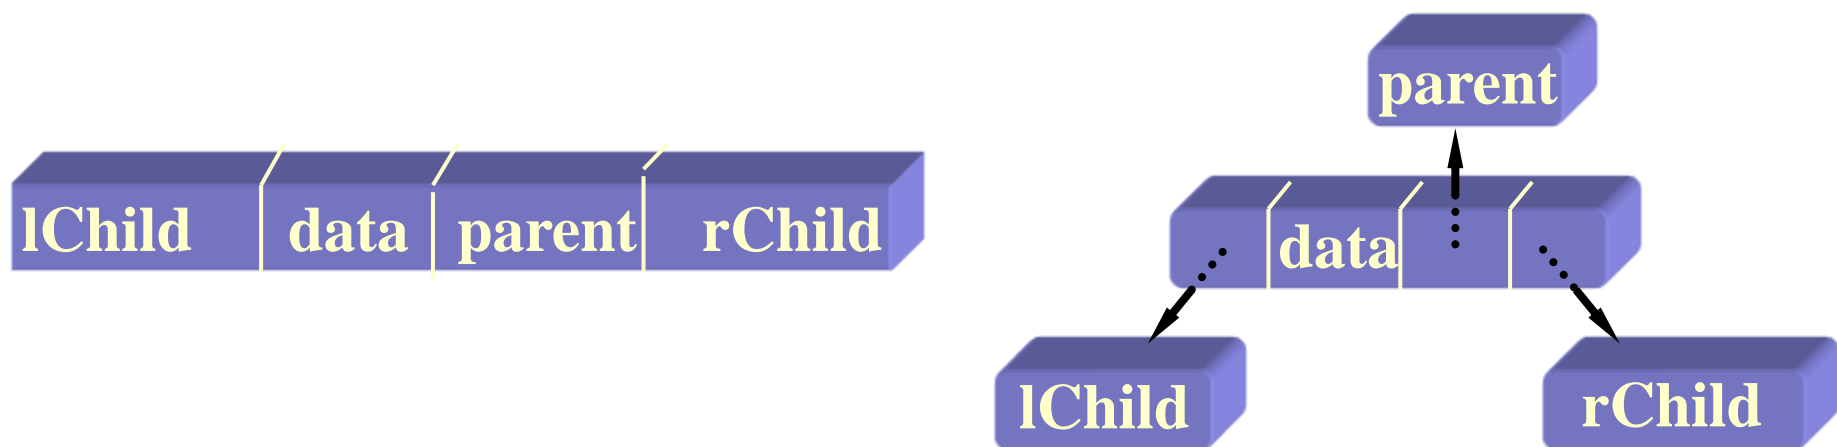 lChild data parent rChild
parent
data
lChild
rChild